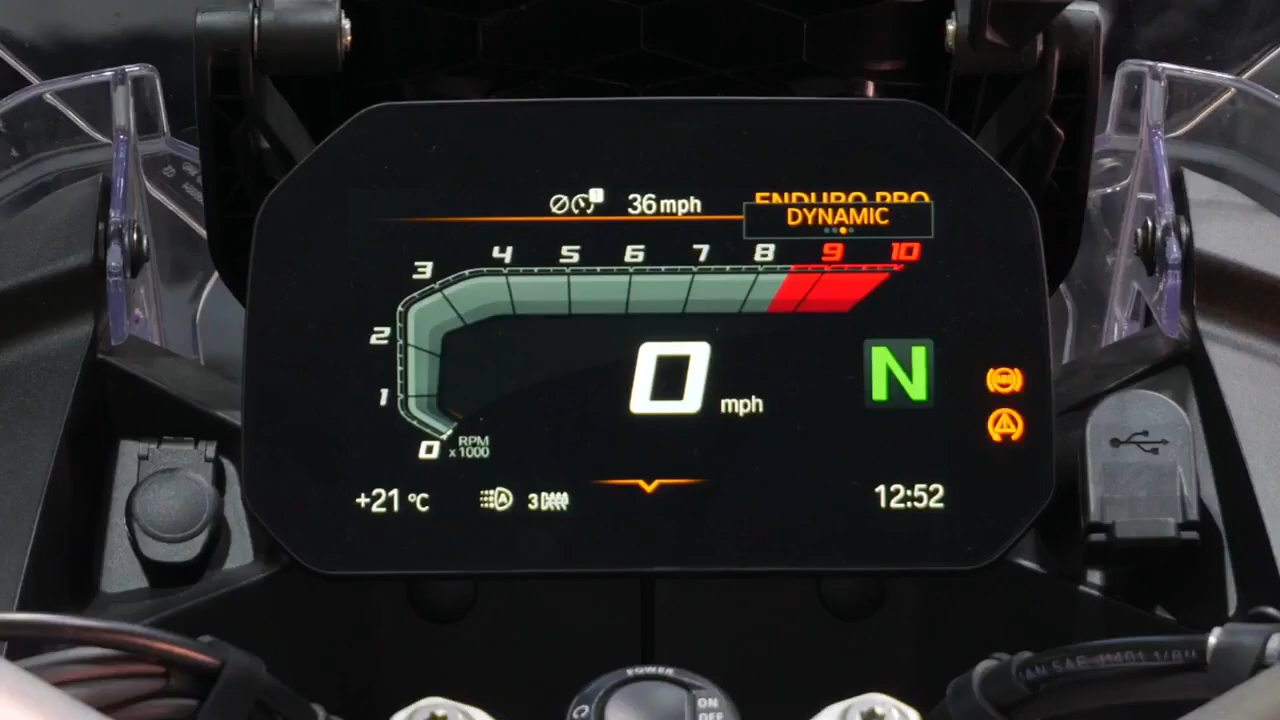 36 mph
ENDURO PRO
DYNAMIC
1 2 3 4 5 6 7 8 9 10
0 RPM x 1000
0 mph
N
+21 °C
A
3
12:52
POWER
ON
OFF